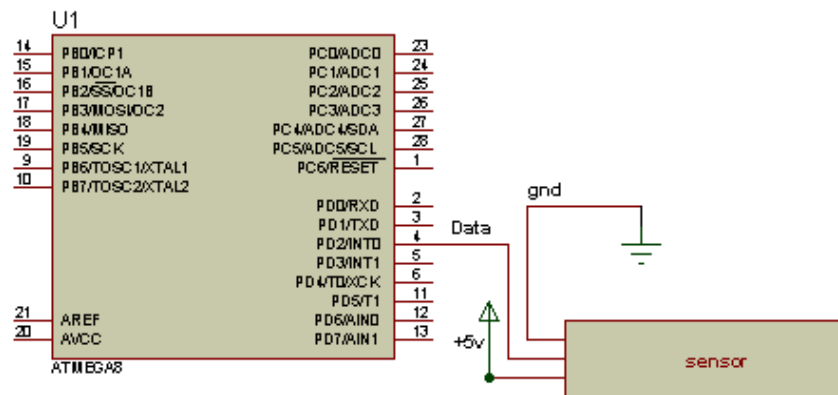 U1
14 PB0/ICP1 PC0/ADC0 23
15 PB1/OC1A PC1/ADC1 24
16 PB2/SS/OC1B PC2/ADC2 25
17 PB3/MOSI/OC2 PC3/ADC3 26
18 PB4/MISO PC4/ADC4/SDA 27
19 PB5/SCK PC5/ADC5/SCL 28
9 PB6/TOSC1/XTAL1 PC6/RESET 1
10 PB7/TOSC2/XTAL2
PD0/RXD 2
PD1/TXD 3
PD2/INT0 4
PD3/INT1 5
PD4/T0/XCK 6
PD5/T1 11
21 AREF PD6/AIN0 12
20 AVCC PD7/AIN1 13
ATMEGA8
Data
gnd
+5v
sensor